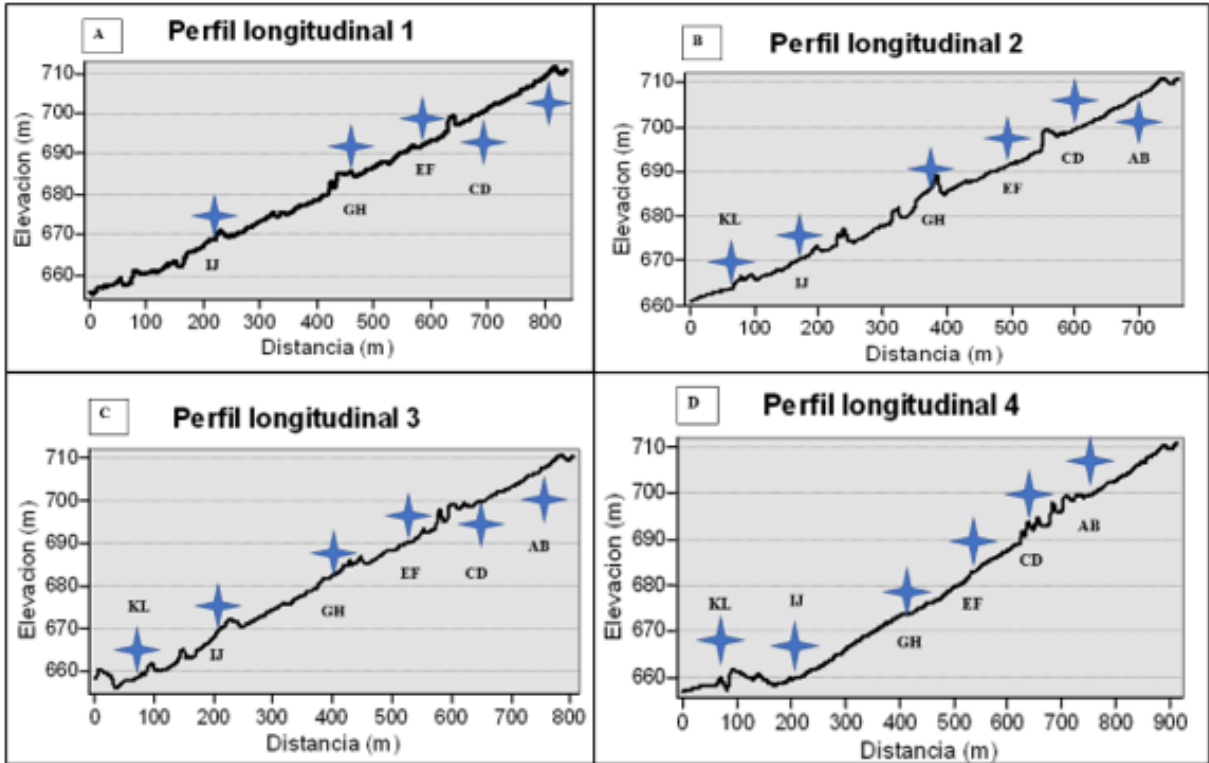 A
Perfil longitudinal 1
Elevacion (m)
710
700
690
680
670
660
IJ
GH
EF
CD
0 100 200 300 400 500 600 700 800
Distancia (m)
B
Perfil longitudinal 2
Elevacion (m)
710
700
690
680
670
660
KL
IJ
GH
EF
CD
AB
0 100 200 300 400 500 600 700
Distancia (m)
C
Perfil longitudinal 3
Elevacion (m)
710
700
690
680
670
660
KL
IJ
GH
EF
CD
AB
0 100 200 300 400 500 600 700 800
Distancia (m)
D
Perfil longitudinal 4
Elevacion (m)
710
700
690
680
670
660
KL
IJ
GH
EF
CD
AB
0 100 200 300 400 500 600 700 800 900
Distancia (m)